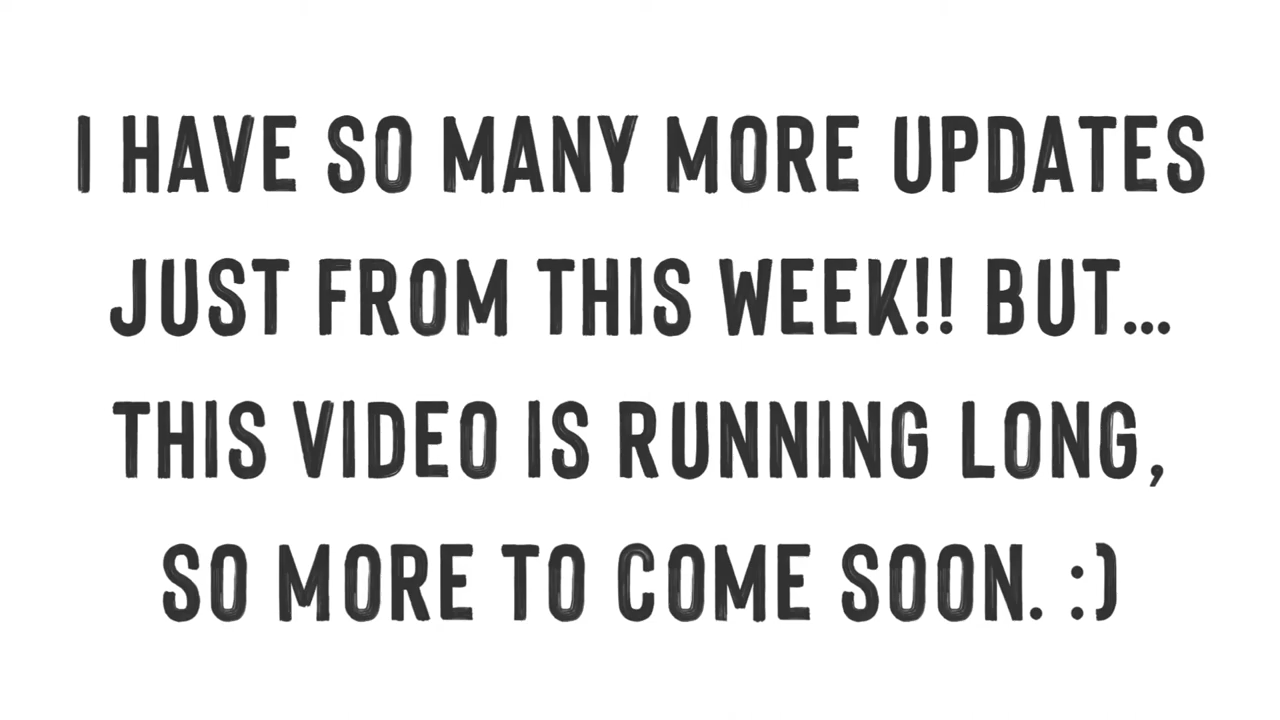 I HAVE SO MANY MORE UPDATES
JUST FROM THIS WEEK!! BUT...
THIS VIDEO IS RUNNING LONG,
SO MORE TO COME SOON. :)